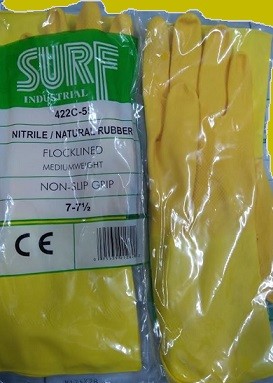 SURF
INDUSTRIAL
NITRILE / NATURAL RUBBER
FLOCKLINED
MEDIUMWEIGHT
NON-SLIP GRIP
7-7½
CE